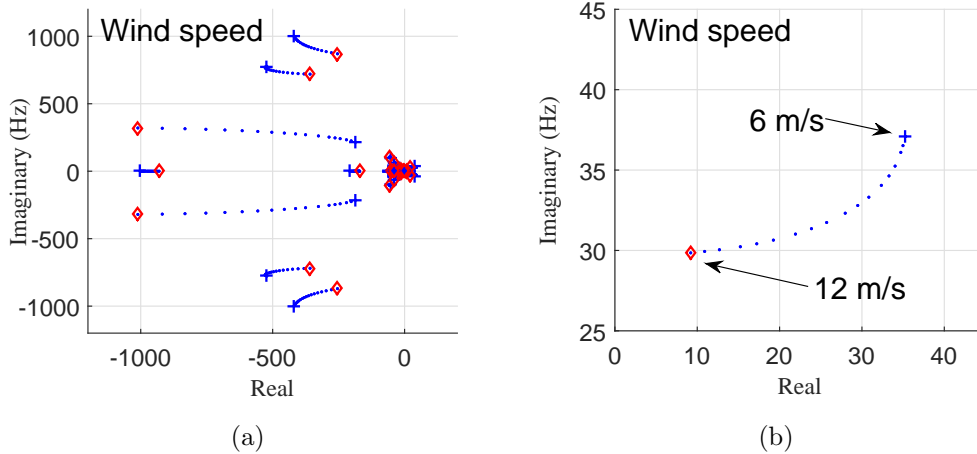 Wind speed
1000
500
0
-500
-1000
Imaginary (Hz)
-1000
-500
0
Real
(a)
Wind speed
45
40
35
30
25
Imaginary (Hz)
6 m/s
12 m/s
0
10
20
30
40
Real
(b)